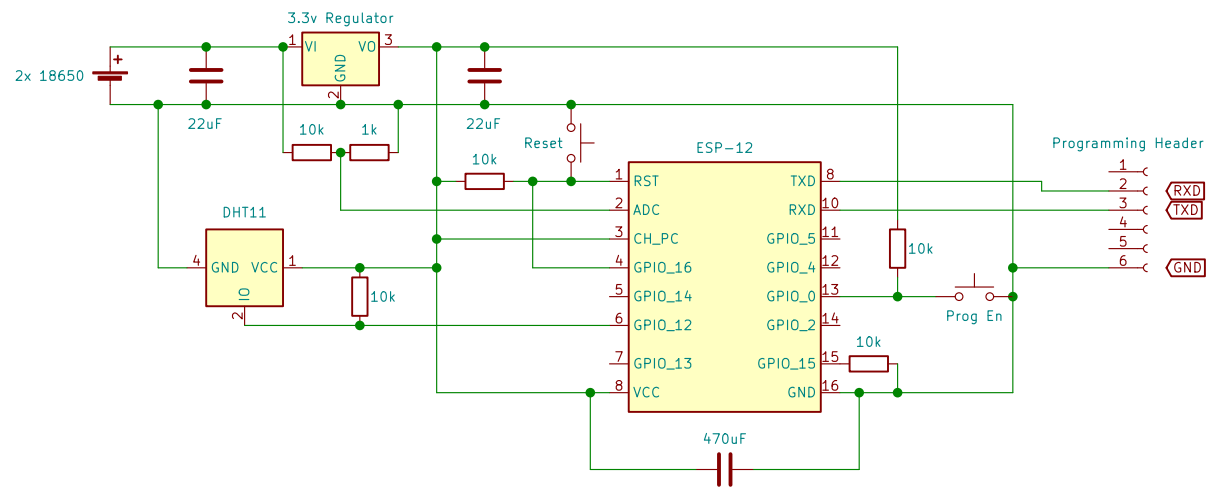 3.3v Regulator
1 VI VO 3
GND
2
2x 18650
+
22uF
22uF
10k
1k
Reset
10k
ESP-12
Programming Header
1
2 RXD
3 TXD
4
5
6 GND
1 RST TXD 8
2 ADC RXD 10
3 CH_PC GPIO_5 11
4 GPIO_16 GPIO_4 12
5 GPIO_14 GPIO_0 13
6 GPIO_12 GPIO_2 14
7 GPIO_13 GPIO_15 15
8 VCC GND 16
DHT11
4 GND VCC 1
IO
2
10k
10k
Prog En
10k
470uF